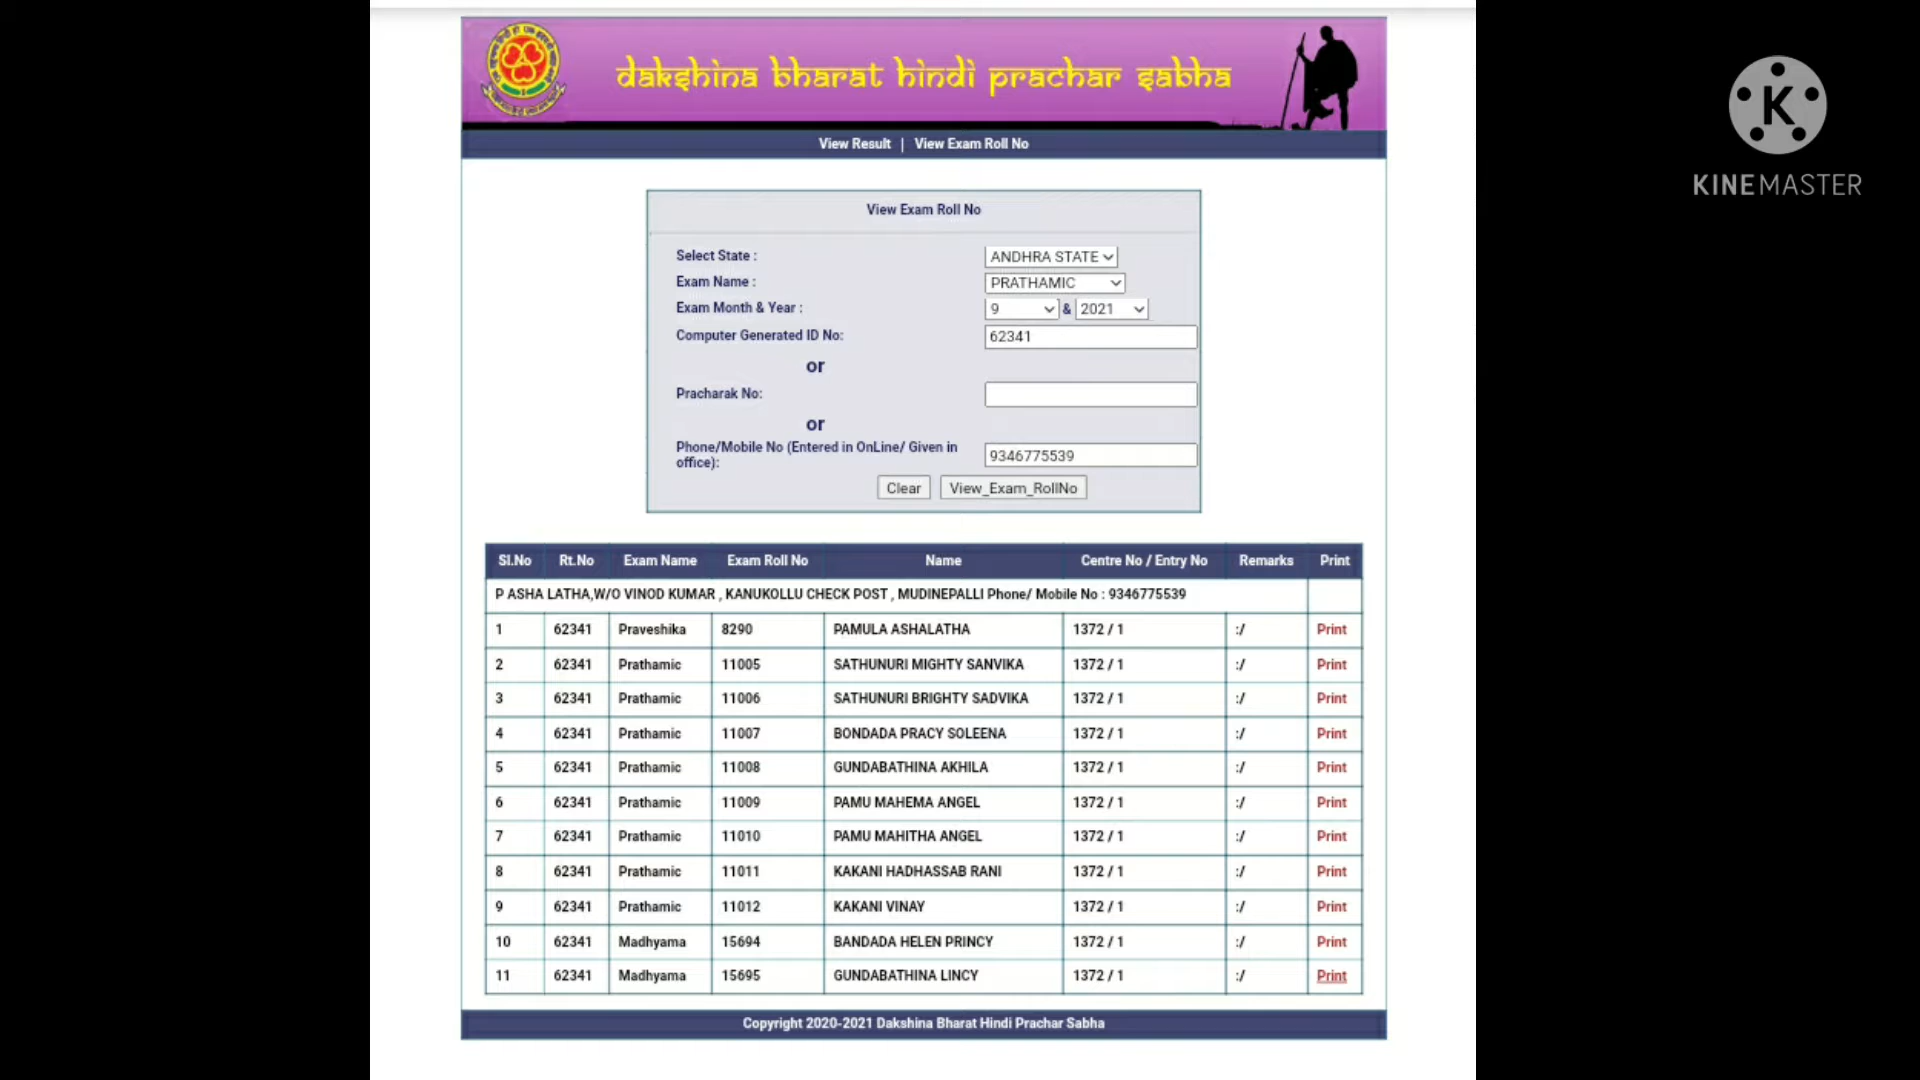 dakshina bharat hindi prachar sabha
K
KINEMASTER
View Result | View Exam Roll No
View Exam Roll No
Select State : ANDHRA STATE
Exam Name : PRATHAMIC
Exam Month & Year : 9 & 2021
Computer Generated ID No: 62341
or
Pracharak No:
or
Phone/Mobile No (Entered in OnLine/ Given in
office): 9346775539
Clear View_Exam_RollNo
Sl.No Rt.No Exam Name Exam Roll No Name Centre No / Entry No Remarks Print
P ASHA LATHA,W/O VINOD KUMAR , KANUKOLLU CHECK POST , MUDINEPALLI Phone/ Mobile No : 9346775539
1 62341 Praveshika 8290 PAMULA ASHALATHA 1372 / 1 :/ Print
2 62341 Prathamic 11005 SATHUNURI MIGHTY SANVIKA 1372 / 1 :/ Print
3 62341 Prathamic 11006 SATHUNURI BRIGHTY SADVIKA 1372 / 1 :/ Print
4 62341 Prathamic 11007 BONDADA PRACY SOLEENA 1372 / 1 :/ Print
5 62341 Prathamic 11008 GUNDABATHINA AKHILA 1372 / 1 :/ Print
6 62341 Prathamic 11009 PAMU MAHEMA ANGEL 1372 / 1 :/ Print
7 62341 Prathamic 11010 PAMU MAHITHA ANGEL 1372 / 1 :/ Print
8 62341 Prathamic 11011 KAKANI HADHASSAB RANI 1372 / 1 :/ Print
9 62341 Prathamic 11012 KAKANI VINAY 1372 / 1 :/ Print
10 62341 Madhyama 15694 BANDADA HELEN PRINCY 1372 / 1 :/ Print
11 62341 Madhyama 15695 GUNDABATHINA LINCY 1372 / 1 :/ Print
Copyright 2020-2021 Dakshina Bharat Hindi Prachar Sabha